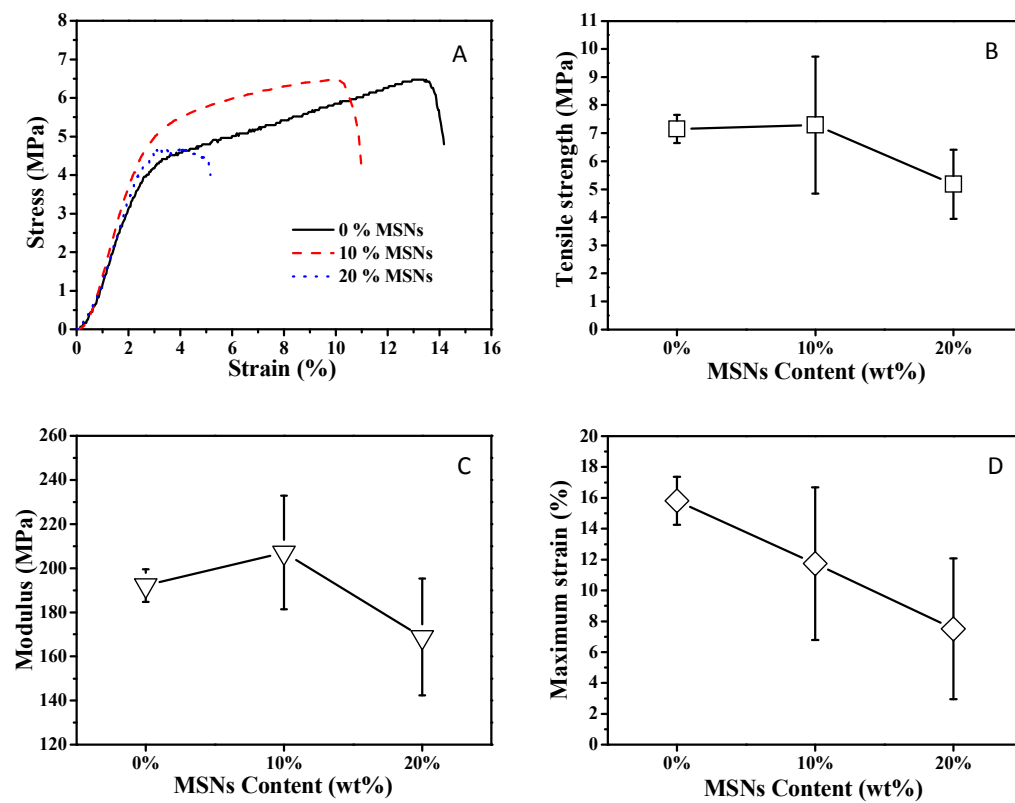 A
Stress (MPa)
8
7
6
5
4
3
2
1
0
0 % MSNs
10 % MSNs
20 % MSNs
0 2 4 6 8 10 12 14 16
Strain (%)
B
Tensile strength (MPa)
11
10
9
8
7
6
5
4
3
2
1
0
0% 10% 20%
MSNs Content (wt%)
C
Modulus (MPa)
260
240
220
200
180
160
140
120
0% 10% 20%
MSNs Content (wt%)
D
Maximum strain (%)
20
18
16
14
12
10
8
6
4
2
0
0% 10% 20%
MSNs Content (wt%)